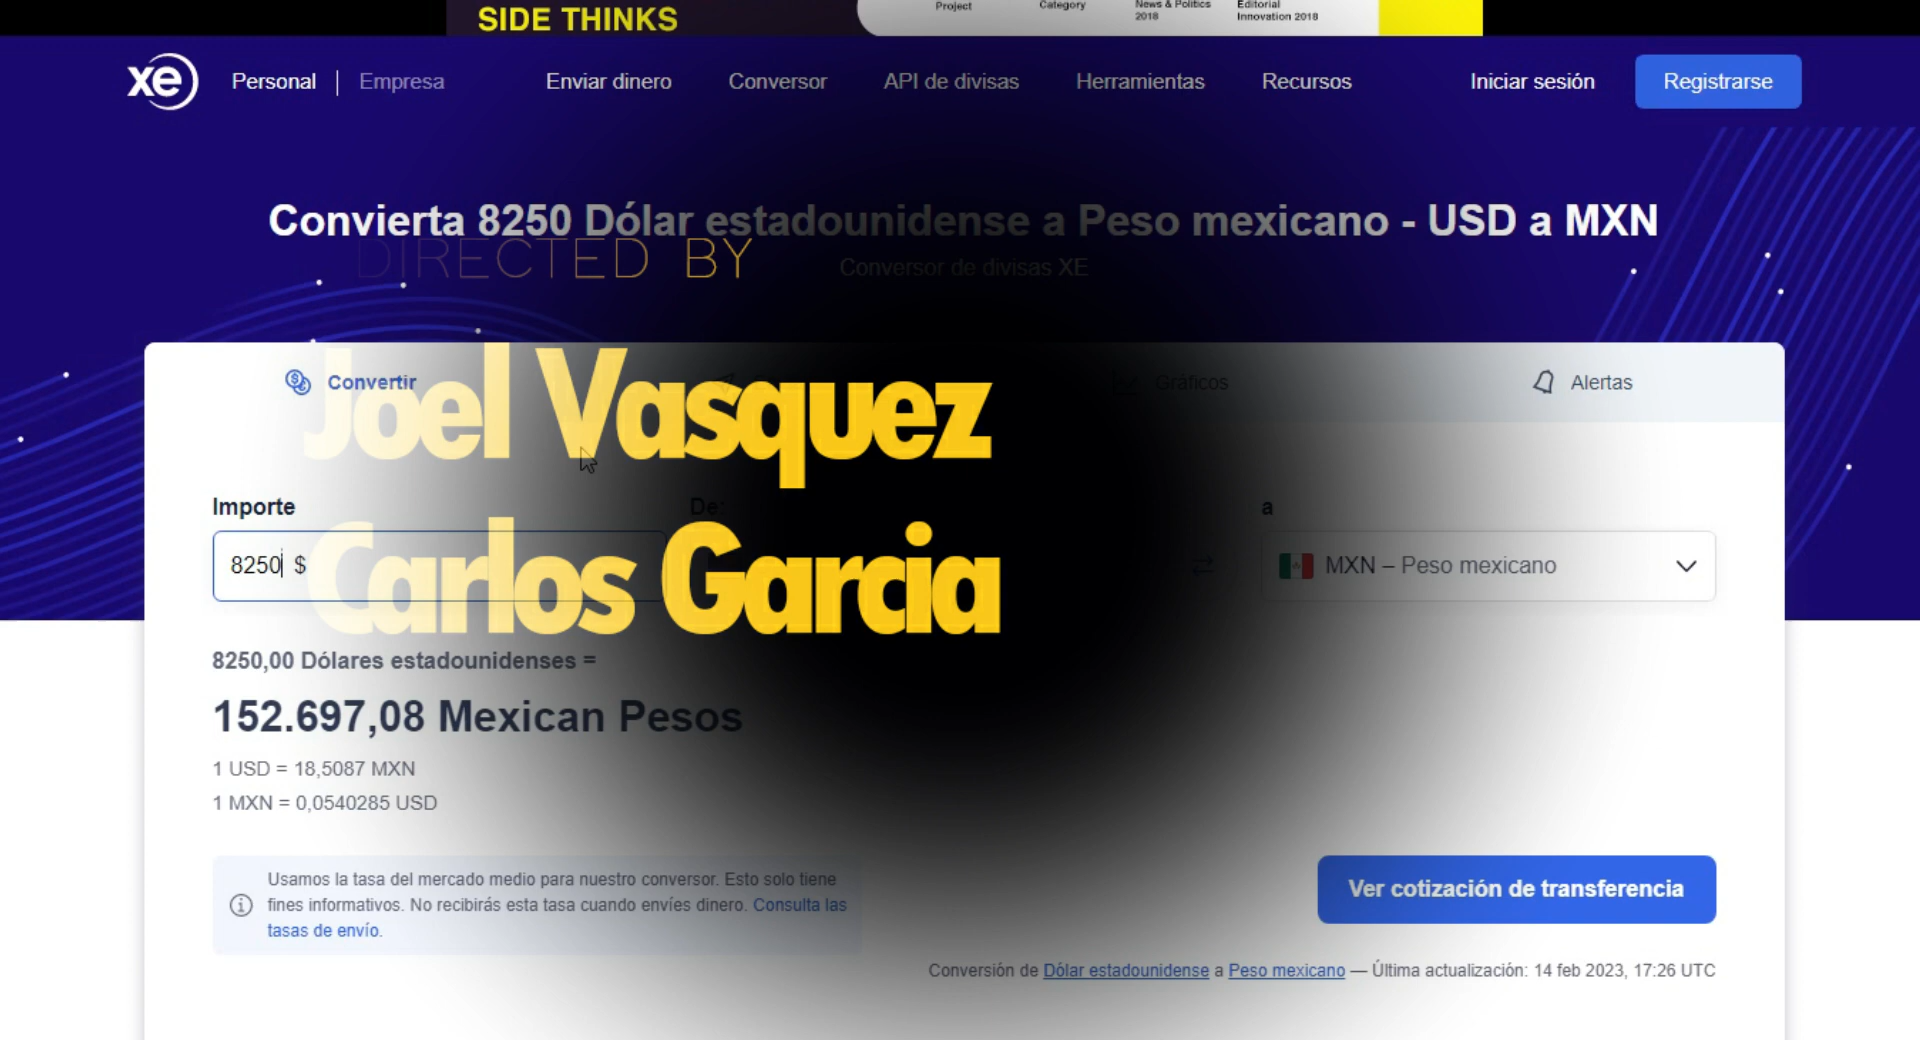 SIDE THINKS
Project
Category
News & Politics
2018
Editorial
Innovation 2018
xe
Personal | Empresa
Enviar dinero
Conversor
API de divisas
Herramientas
Recursos
Iniciar sesión
Registrarse
Convierta 8250 Dólar estadounidense a Peso mexicano - USD a MXN
DIRECTED BY
Conversor de divisas XE
Convertir
Gráficos
Alertas
Joel Vasquez
Importe
De:
a
8250 $
MXN – Peso mexicano
Carlos Garcia
8250,00 Dólares estadounidenses =
152.697,08 Mexican Pesos
1 USD = 18,5087 MXN
1 MXN = 0,0540285 USD
Usamos la tasa del mercado medio para nuestro conversor. Esto solo tiene
fines informativos. No recibirás esta tasa cuando envíes dinero. Consulta las
tasas de envío.
Ver cotización de transferencia
Conversión de Dólar estadounidense a Peso mexicano — Última actualización: 14 feb 2023, 17:26 UTC